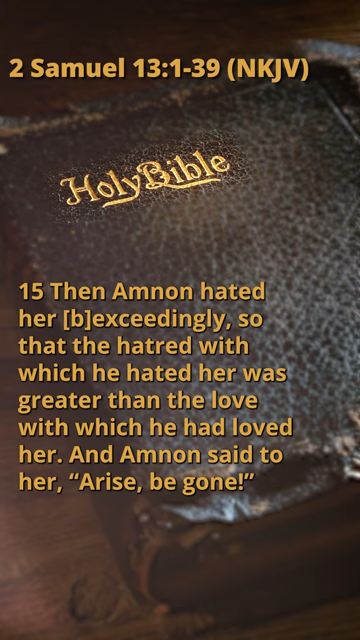 2 Samuel 13:1-39 (NKJV)
Holy Bible
15 Then Amnon hated
her [b]exceedingly, so
that the hatred with
which he hated her was
greater than the love
with which he had loved
her. And Amnon said to
her, “Arise, be gone!”